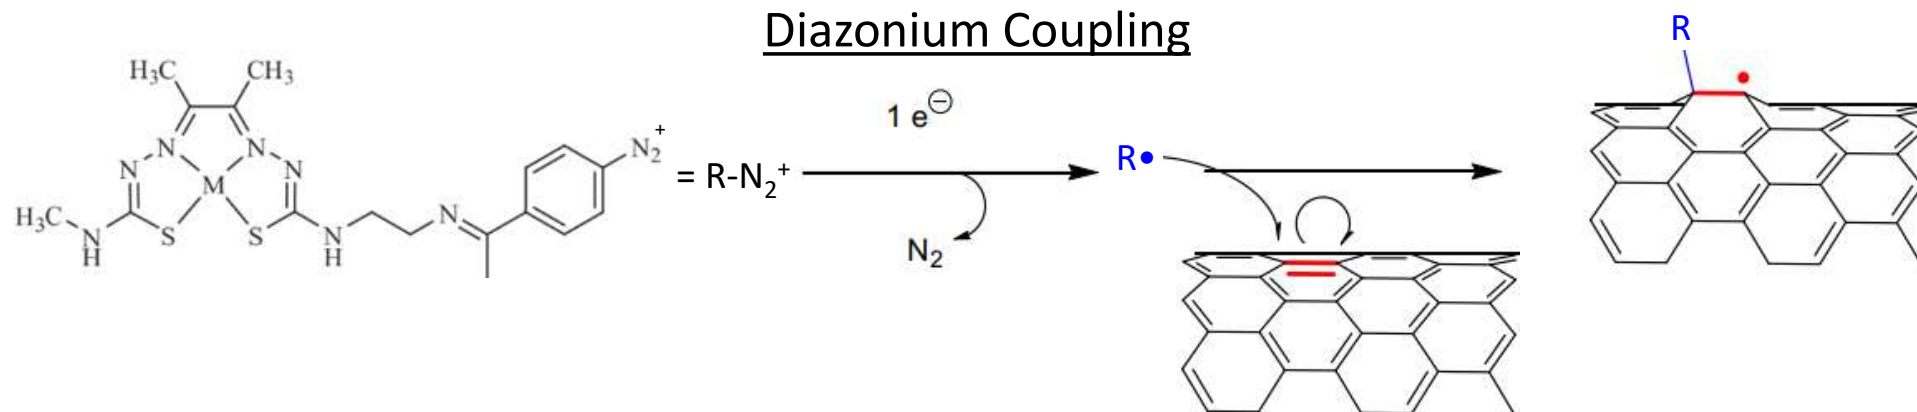 Diazonium Coupling
H₃C CH₃
N N
N N
M
H₃C
N
H
S S
N
H
N
N₂⁺
= R-N₂⁺
1 e⊖
N₂
R•
R